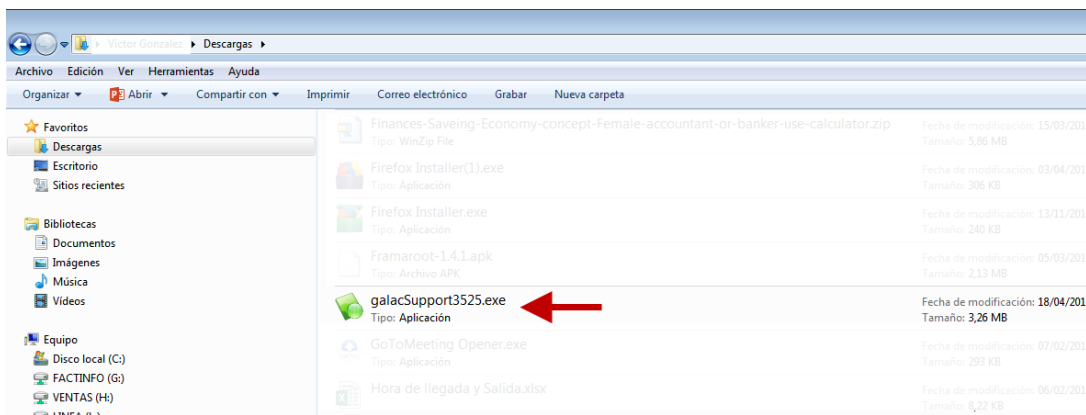 Victor Gonzalez ▸ Descargas ▸
Archivo Edición Ver Herramientas Ayuda
Organizar Abrir Compartir con Imprimir Correo electrónico Grabar Nueva carpeta
Favoritos
Descargas
Escritorio
Sitios recientes
Bibliotecas
Documentos
Imágenes
Música
Vídeos
Equipo
Disco local (C:)
FACTINFO (G:)
VENTAS (H:)
Finances-Saveing-Economy-concept-Female-accountant-or-banker-use-calculator.zip
Tipo: WinZip File
Fecha de modificación: 15/03/201
Tamaño: 5,86 MB
Firefox Installer(1).exe
Tipo: Aplicación
Fecha de modificación: 03/04/201
Tamaño: 306 KB
Firefox Installer.exe
Tipo: Aplicación
Fecha de modificación: 13/11/201
Tamaño: 240 KB
Framaroot-1.4.1.apk
Tipo: Archivo APK
Fecha de modificación: 05/03/201
Tamaño: 2,13 MB
galacSupport3525.exe
Tipo: Aplicación
Fecha de modificación: 18/04/201
Tamaño: 3,26 MB
GoToMeeting Opener.exe
Tipo: Aplicación
Fecha de modificación: 07/02/201
Tamaño: 293 KB
Hora de llegada y Salida.xlsx
Fecha de modificación: 06/02/201
Tamaño: 8,22 KB